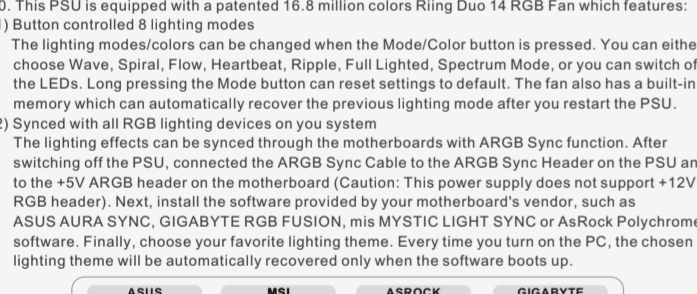 0. This PSU is equipped with a patented 16.8 million colors Riing Duo 14 RGB Fan which features:
) Button controlled 8 lighting modes
The lighting modes/colors can be changed when the Mode/Color button is pressed. You can eithe
choose Wave, Spiral, Flow, Heartbeat, Ripple, Full Lighted, Spectrum Mode, or you can switch of
the LEDs. Long pressing the Mode button can reset settings to default. The fan also has a built-in
memory which can automatically recover the previous lighting mode after you restart the PSU.
2) Synced with all RGB lighting devices on you system
The lighting effects can be synced through the motherboards with ARGB Sync function. After
switching off the PSU, connected the ARGB Sync Cable to the ARGB Sync Header on the PSU an
to the +5V ARGB header on the motherboard (Caution: This power supply does not support +12V
RGB header). Next, install the software provided by your motherboard's vendor, such as
ASUS AURA SYNC, GIGABYTE RGB FUSION, mis MYSTIC LIGHT SYNC or AsRock Polychrome
software. Finally, choose your favorite lighting theme. Every time you turn on the PC, the chosen
lighting theme will be automatically recovered only when the software boots up.
ASUS MSI ASROCK GIGABYTE